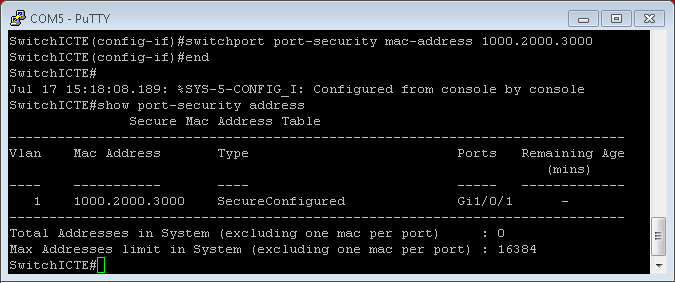 COM5 - PuTTY
SwitchICTE(config-if)#switchport port-security mac-address 1000.2000.3000
SwitchICTE(config-if)#end
SwitchICTE#
Jul 17 15:18:08.189: %SYS-5-CONFIG_I: Configured from console by console
SwitchICTE#show port-security address
Secure Mac Address Table
-----------------------------------------------------------------------------
Vlan Mac Address Type Ports Remaining Age
(mins)
---- ----------- ---- ----- -------------
1 1000.2000.3000 SecureConfigured Gi1/0/1 -
-----------------------------------------------------------------------------
Total Addresses in System (excluding one mac per port) : 0
Max Addresses limit in System (excluding one mac per port) : 16384
SwitchICTE#